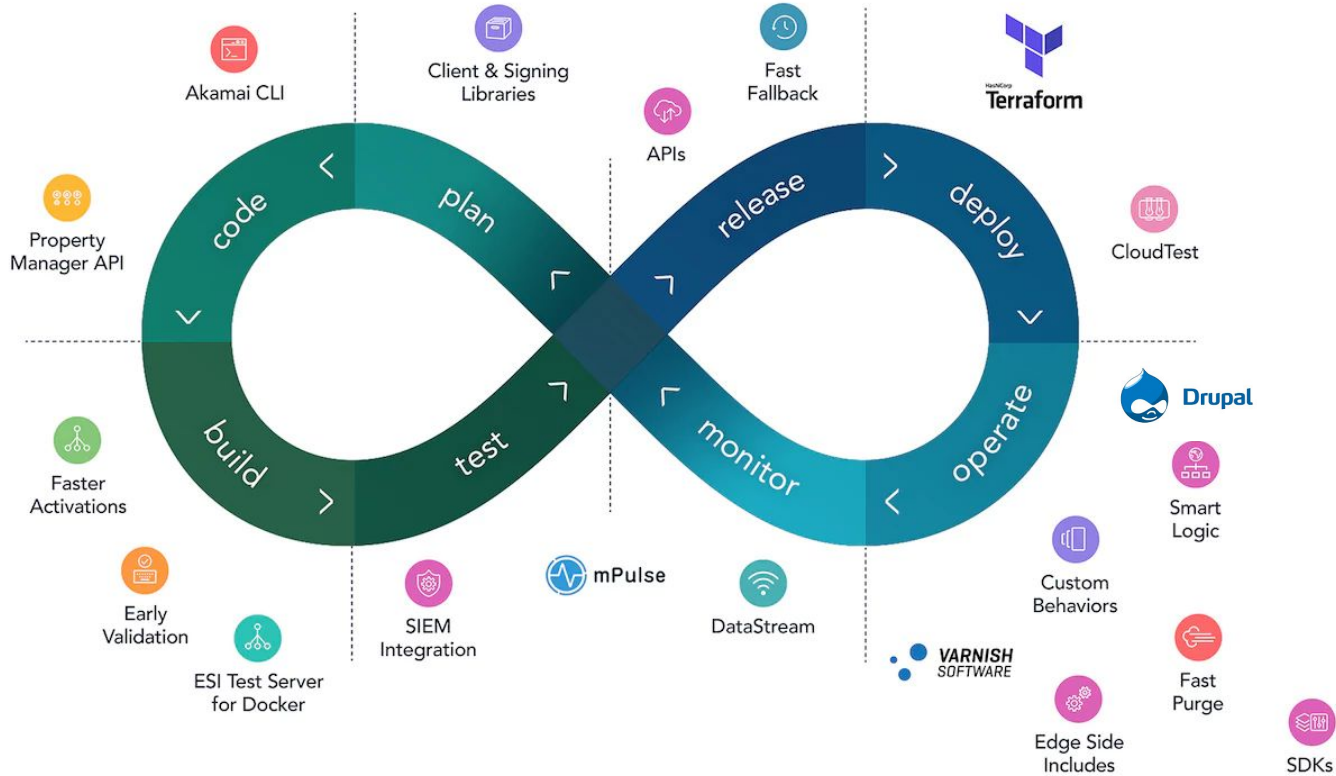 Akamai CLI
Client & Signing
Libraries
Fast
Fallback
APIs
HashiCorp
Terraform
code
plan
release
deploy
Property
Manager API
CloudTest
Drupal
build
test
monitor
operate
Faster
Activations
Smart
Logic
Early
Validation
SIEM
Integration
mPulse
DataStream
Custom
Behaviors
ESI Test Server
for Docker
VARNISH
SOFTWARE
Fast
Purge
Edge Side
Includes
SDKs